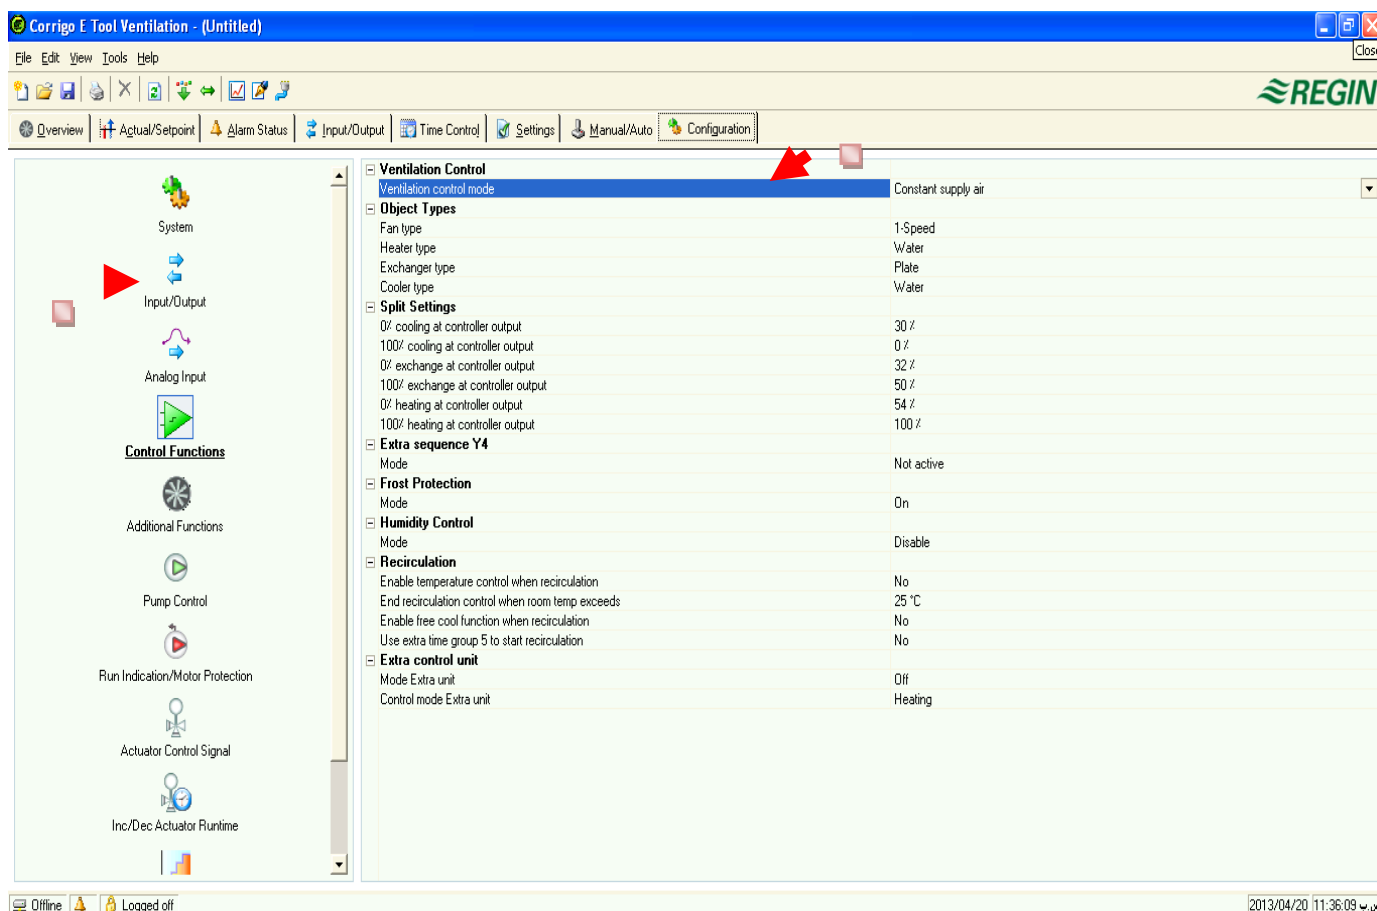 Corrigo E Tool Ventilation - (Untitled)
File Edit View Tools Help
Close
REGIN
Overview Actual/Setpoint Alarm Status Input/Output Time Control Settings Manual/Auto Configuration
System
Input/Output
Analog Input
Control Functions
Additional Functions
Pump Control
Run Indication/Motor Protection
Actuator Control Signal
Inc/Dec Actuator Runtime
Ventilation Control
Ventilation control mode Constant supply air
Object Types
Fan type 1-Speed
Heater type Water
Exchanger type Plate
Cooler type Water
Split Settings
0% cooling at controller output 30 %
100% cooling at controller output 0 %
0% exchange at controller output 32 %
100% exchange at controller output 50 %
0% heating at controller output 54 %
100% heating at controller output 100 %
Extra sequence Y4
Mode Not active
Frost Protection
Mode On
Humidity Control
Mode Disable
Recirculation
Enable temperature control when recirculation No
End recirculation control when room temp exceeds 25 °C
Enable free cool function when recirculation No
Use extra time group 5 to start recirculation No
Extra control unit
Mode Extra unit Off
Control mode Extra unit Heating
Offline Logged off 2013/04/20 11:36:09 ب.س